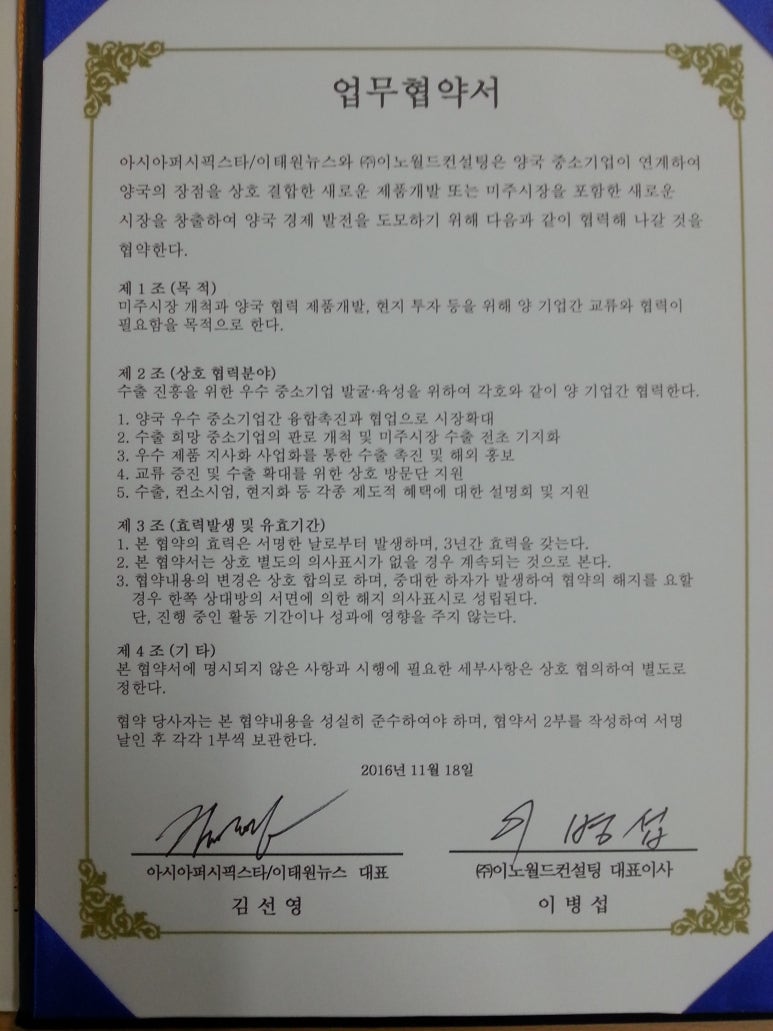 업무협약서
아시아퍼시픽스타/이태원뉴스와 ㈜이노월드컨설팅은 양국 중소기업이 연계하여
양국의 장점을 상호 결합한 새로운 제품개발 또는 미주시장을 포함한 새로운
시장을 창출하여 양국 경제 발전을 도모하기 위해 다음과 같이 협력해 나갈 것을
협약한다.
제 1 조 (목 적)
미주시장 개척과 양국 협력 제품개발, 현지 투자 등을 위해 양 기업간 교류와 협력이
필요함을 목적으로 한다.
제 2 조 (상호 협력분야)
수출 진흥을 위한 우수 중소기업 발굴·육성을 위하여 각호와 같이 양 기업간 협력한다.
1. 양국 우수 중소기업간 융합촉진과 협업으로 시장확대
2. 수출 희망 중소기업의 판로 개척 및 미주시장 수출 전초 기지화
3. 우수 제품 지사화 사업화를 통한 수출 촉진 및 해외 홍보
4. 교류 증진 및 수출 확대를 위한 상호 방문단 지원
5. 수출, 컨소시엄, 현지화 등 각종 제도적 혜택에 대한 설명회 및 지원
제 3 조 (효력발생 및 유효기간)
1. 본 협약의 효력은 서명한 날로부터 발생하며, 3년간 효력을 갖는다.
2. 본 협약서는 상호 별도의 의사표시가 없을 경우 계속되는 것으로 본다.
3. 협약내용의 변경은 상호 합의로 하며, 중대한 하자가 발생하여 협약의 해지를 요할
경우 한쪽 상대방의 서면에 의한 해지 의사표시로 성립된다.
단, 진행 중인 활동 기간이나 성과에 영향을 주지 않는다.
제 4 조 (기 타)
본 협약서에 명시되지 않은 사항과 시행에 필요한 세부사항은 상호 협의하여 별도로
정한다.
협약 당사자는 본 협약내용을 성실히 준수하여야 하며, 협약서 2부를 작성하여 서명
날인 후 각각 1부씩 보관한다.
2016년 11월 18일
이 병 섭
아시아퍼시픽스타/이태원뉴스 대표
㈜이노월드컨설팅 대표이사
김 선 영
이 병 섭